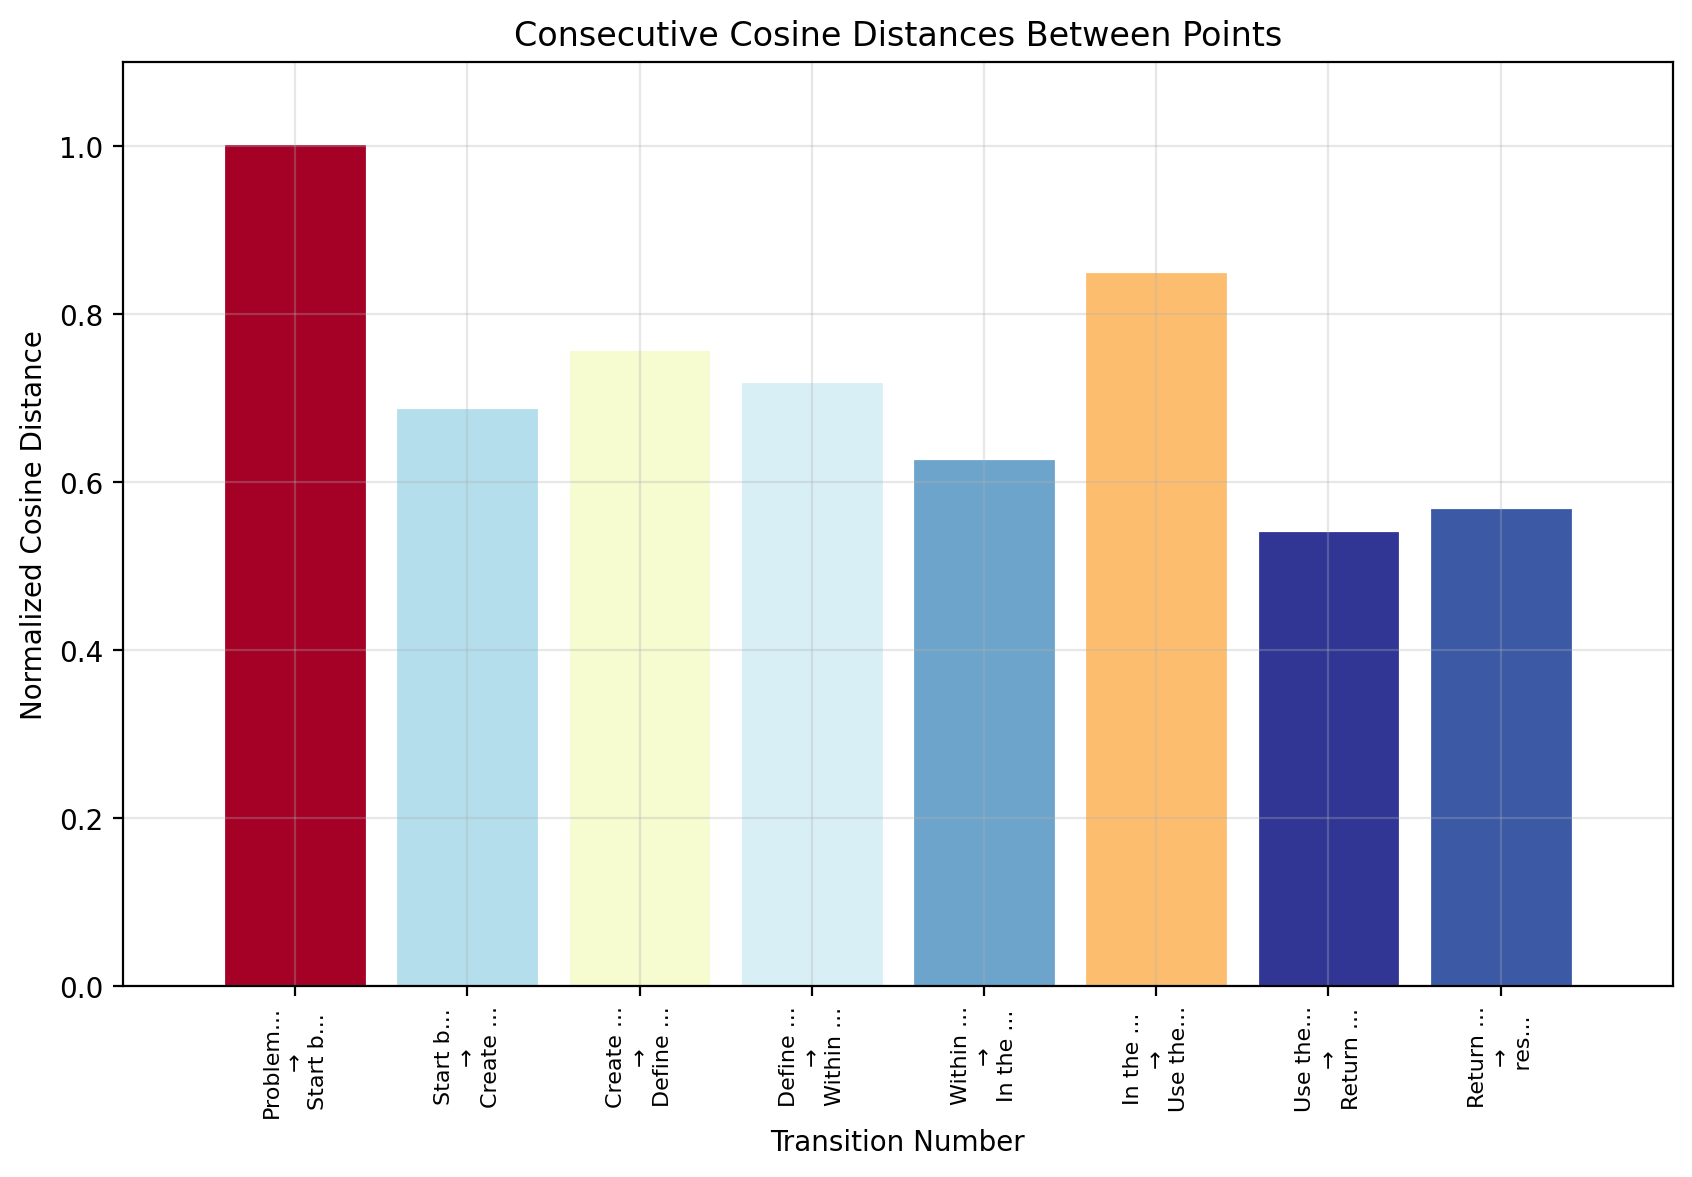 Consecutive Cosine Distances Between Points
Normalized Cosine Distance
1.0
0.8
0.6
0.4
0.2
0.0
Problem...
→
Start b...
Start b...
→
Create ...
Create ...
→
Define ...
Define ...
→
Within ...
Within ...
→
In the ...
In the ...
→
Use the...
Use the...
→
Return ...
Return ...
→
res...
Transition Number